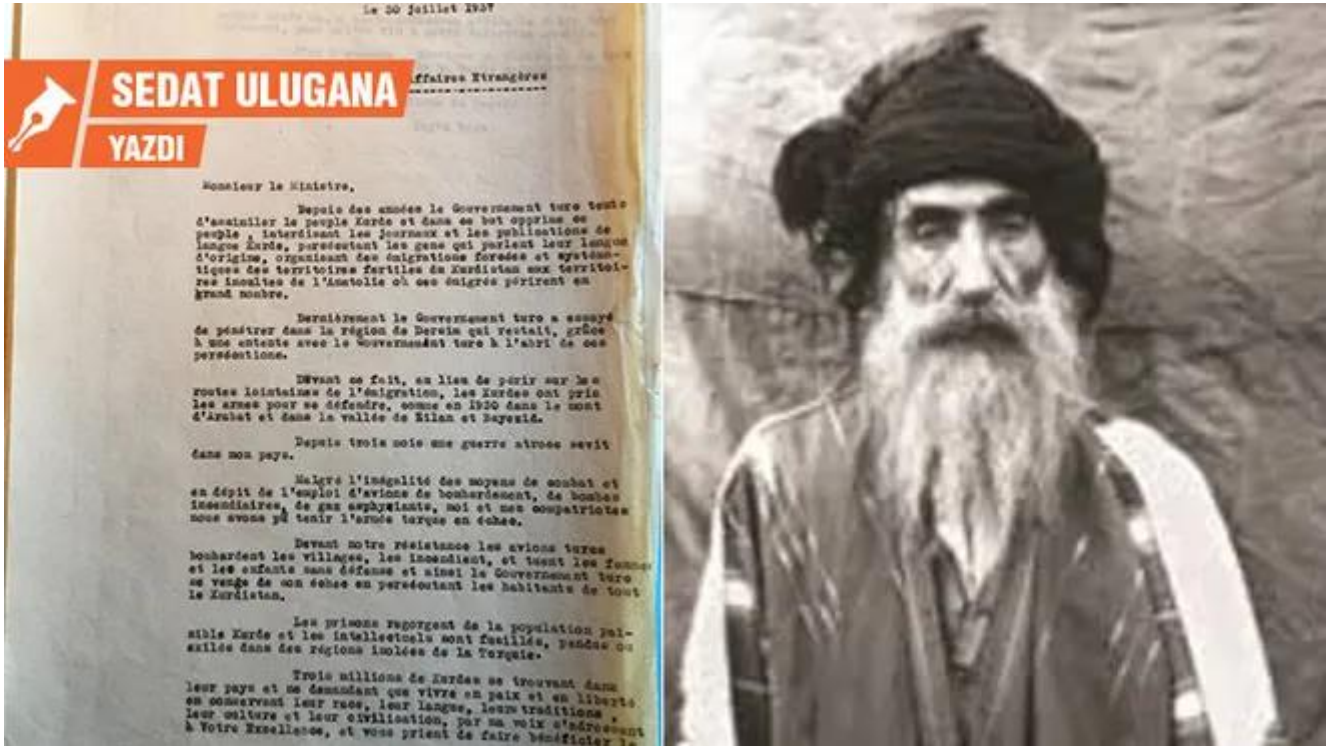 Le 30 juillet 1937
Affaires Etrangères
SEDAT ULUGANA
YAZDI
Monsieur le Ministre,
Depuis des années le Gouvernement turc tente
d'assimiler le peuple Kurde et dans ce but opprime ce
peuple, interdisant les journaux et les publications de
langue Kurde, persécutant les gens qui parlent leur langue
d'origine, organisant des émigrations forcées et systéma-
tiques des territoires fertiles du Kurdistan aux territoi-
res incultes de l'Anatolie où ces émigrés périrent en
grand nombre.
Dernièrement le Gouvernement turc a essayé
de pénétrer dans la région de Dersim qui restait, grâce
à une entente avec le Gouvernement turc à l'abri de ces
persécutions.
Devant ce fait, au lieu de périr sur les
routes lointaines de l'émigration, les Kurdes ont pris
les armes pour se défendre, comme en 1930 dans le mont
d'Ararat et dans la vallée de Zilan et Bayezid.
Depuis trois mois une guerre atroce sevit
dans mon pays.
Malgré l'inégalité des moyens de combat et
en dépit de l'emploi d'avions de bombardement, de bombes
incendiaires, de gaz asphyxiants, moi et mes compatriotes
nous avons pû tenir l'armée turque en échec.
Devant notre résistance les avions turcs
bombardent les villages, les incendient, et tuent les femmes
et les enfants sans défense et ainsi le Gouvernement turc
se venge de son échec en persécutant les habitants de tout
le Kurdistan.
Les prisons regorgent de la population pai-
sible Kurde et les intellectuels sont fusillés, pendus ou
exilés dans des régions isolées de la Turquie.
Trois millions de Kurdes se trouvant dans
leur pays et ne demandant que vivre en paix et en liberté
en conservant leur race, leur langue, leurs traditions,
leur culture et leur civilisation, par ma voix s'adressent
à Votre Excellence, et vous prient de faire bénéficier le